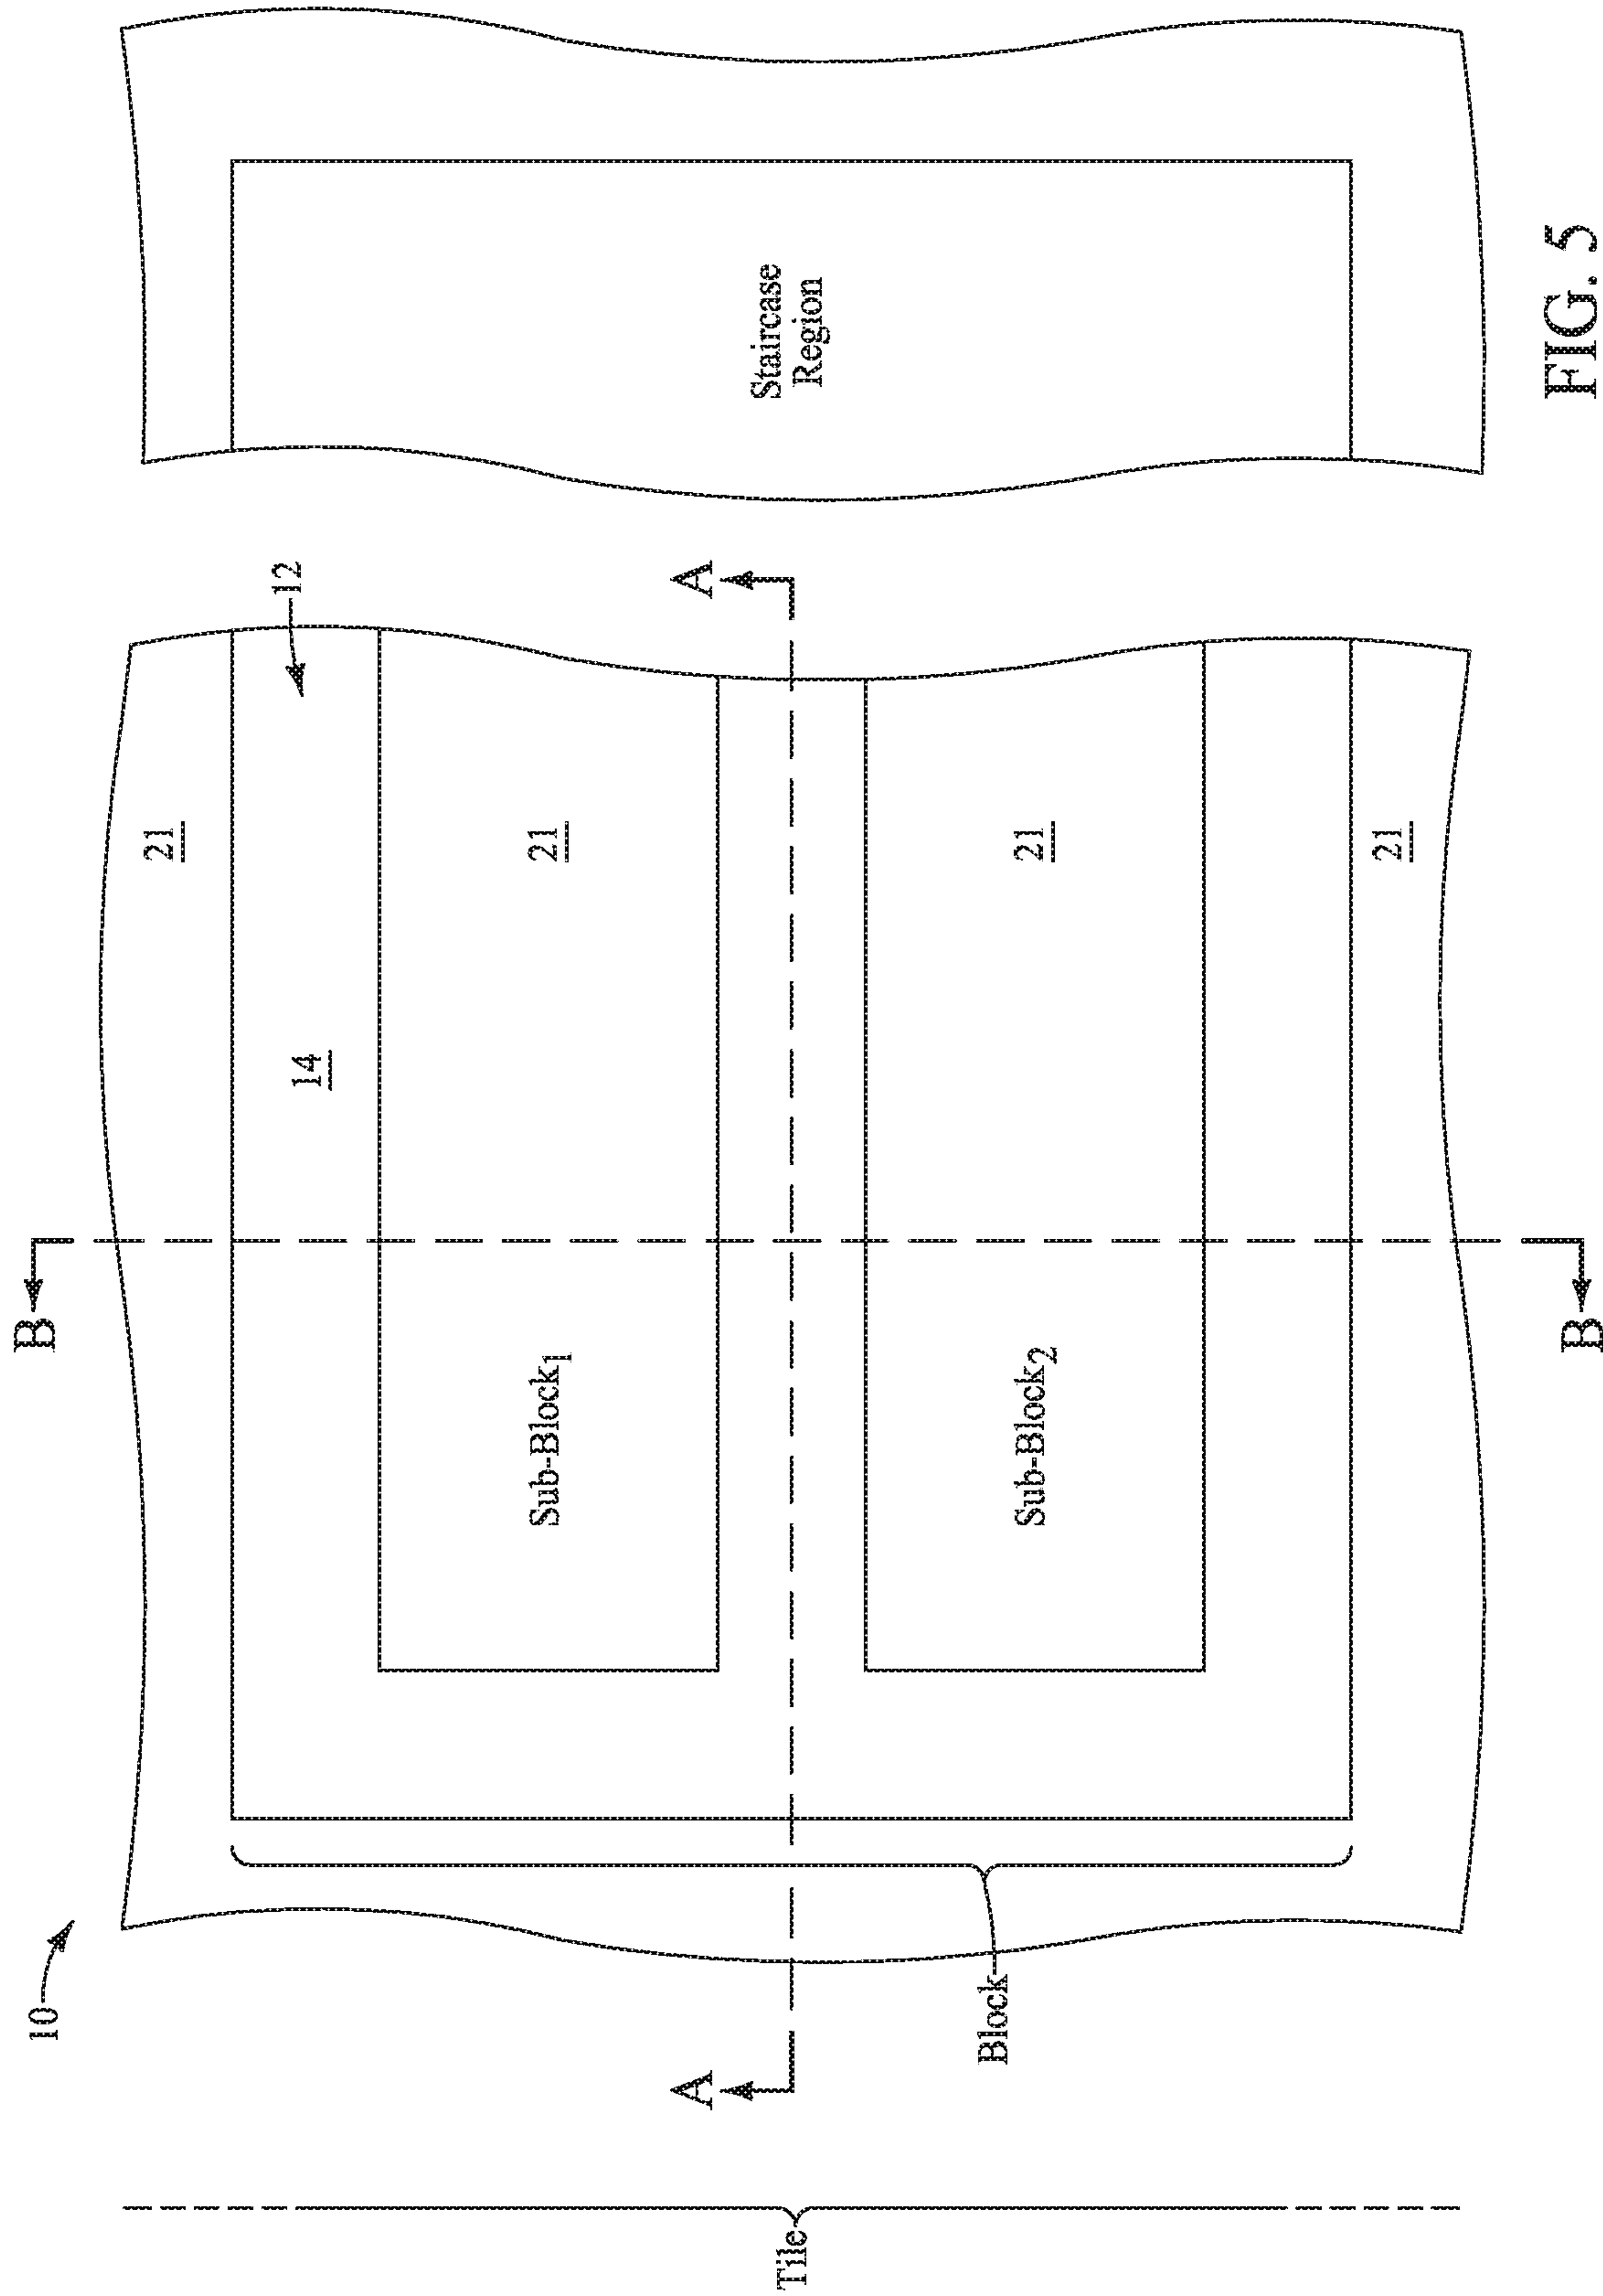 10
B
12
21
14
21
Sub-Block1
A
A
Staircase
Region
Tile
Block
21
Sub-Block2
21
B
FIG. 5